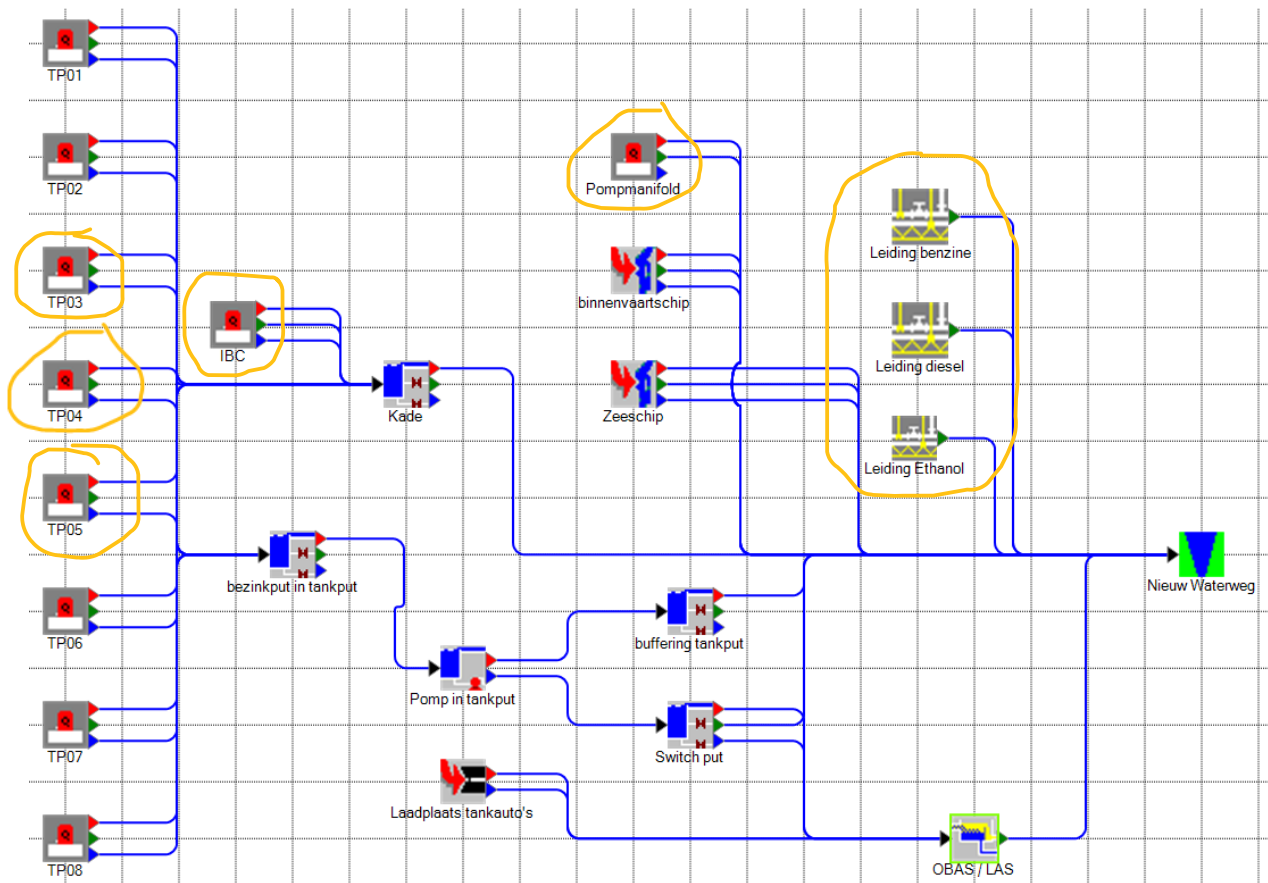 TP01
TP02
TP03
TP04
TP05
TP06
TP07
TP08
IBC
Kade
bezinkput in tankput
Pomp in tankput
Laadplaats tankauto's
Pompmanifold
binnenvaartschip
Zeeschip
buffering tankput
Switch put
Leiding benzine
Leiding diesel
Leiding Ethanol
OBAS / LAS
Nieuw Waterweg